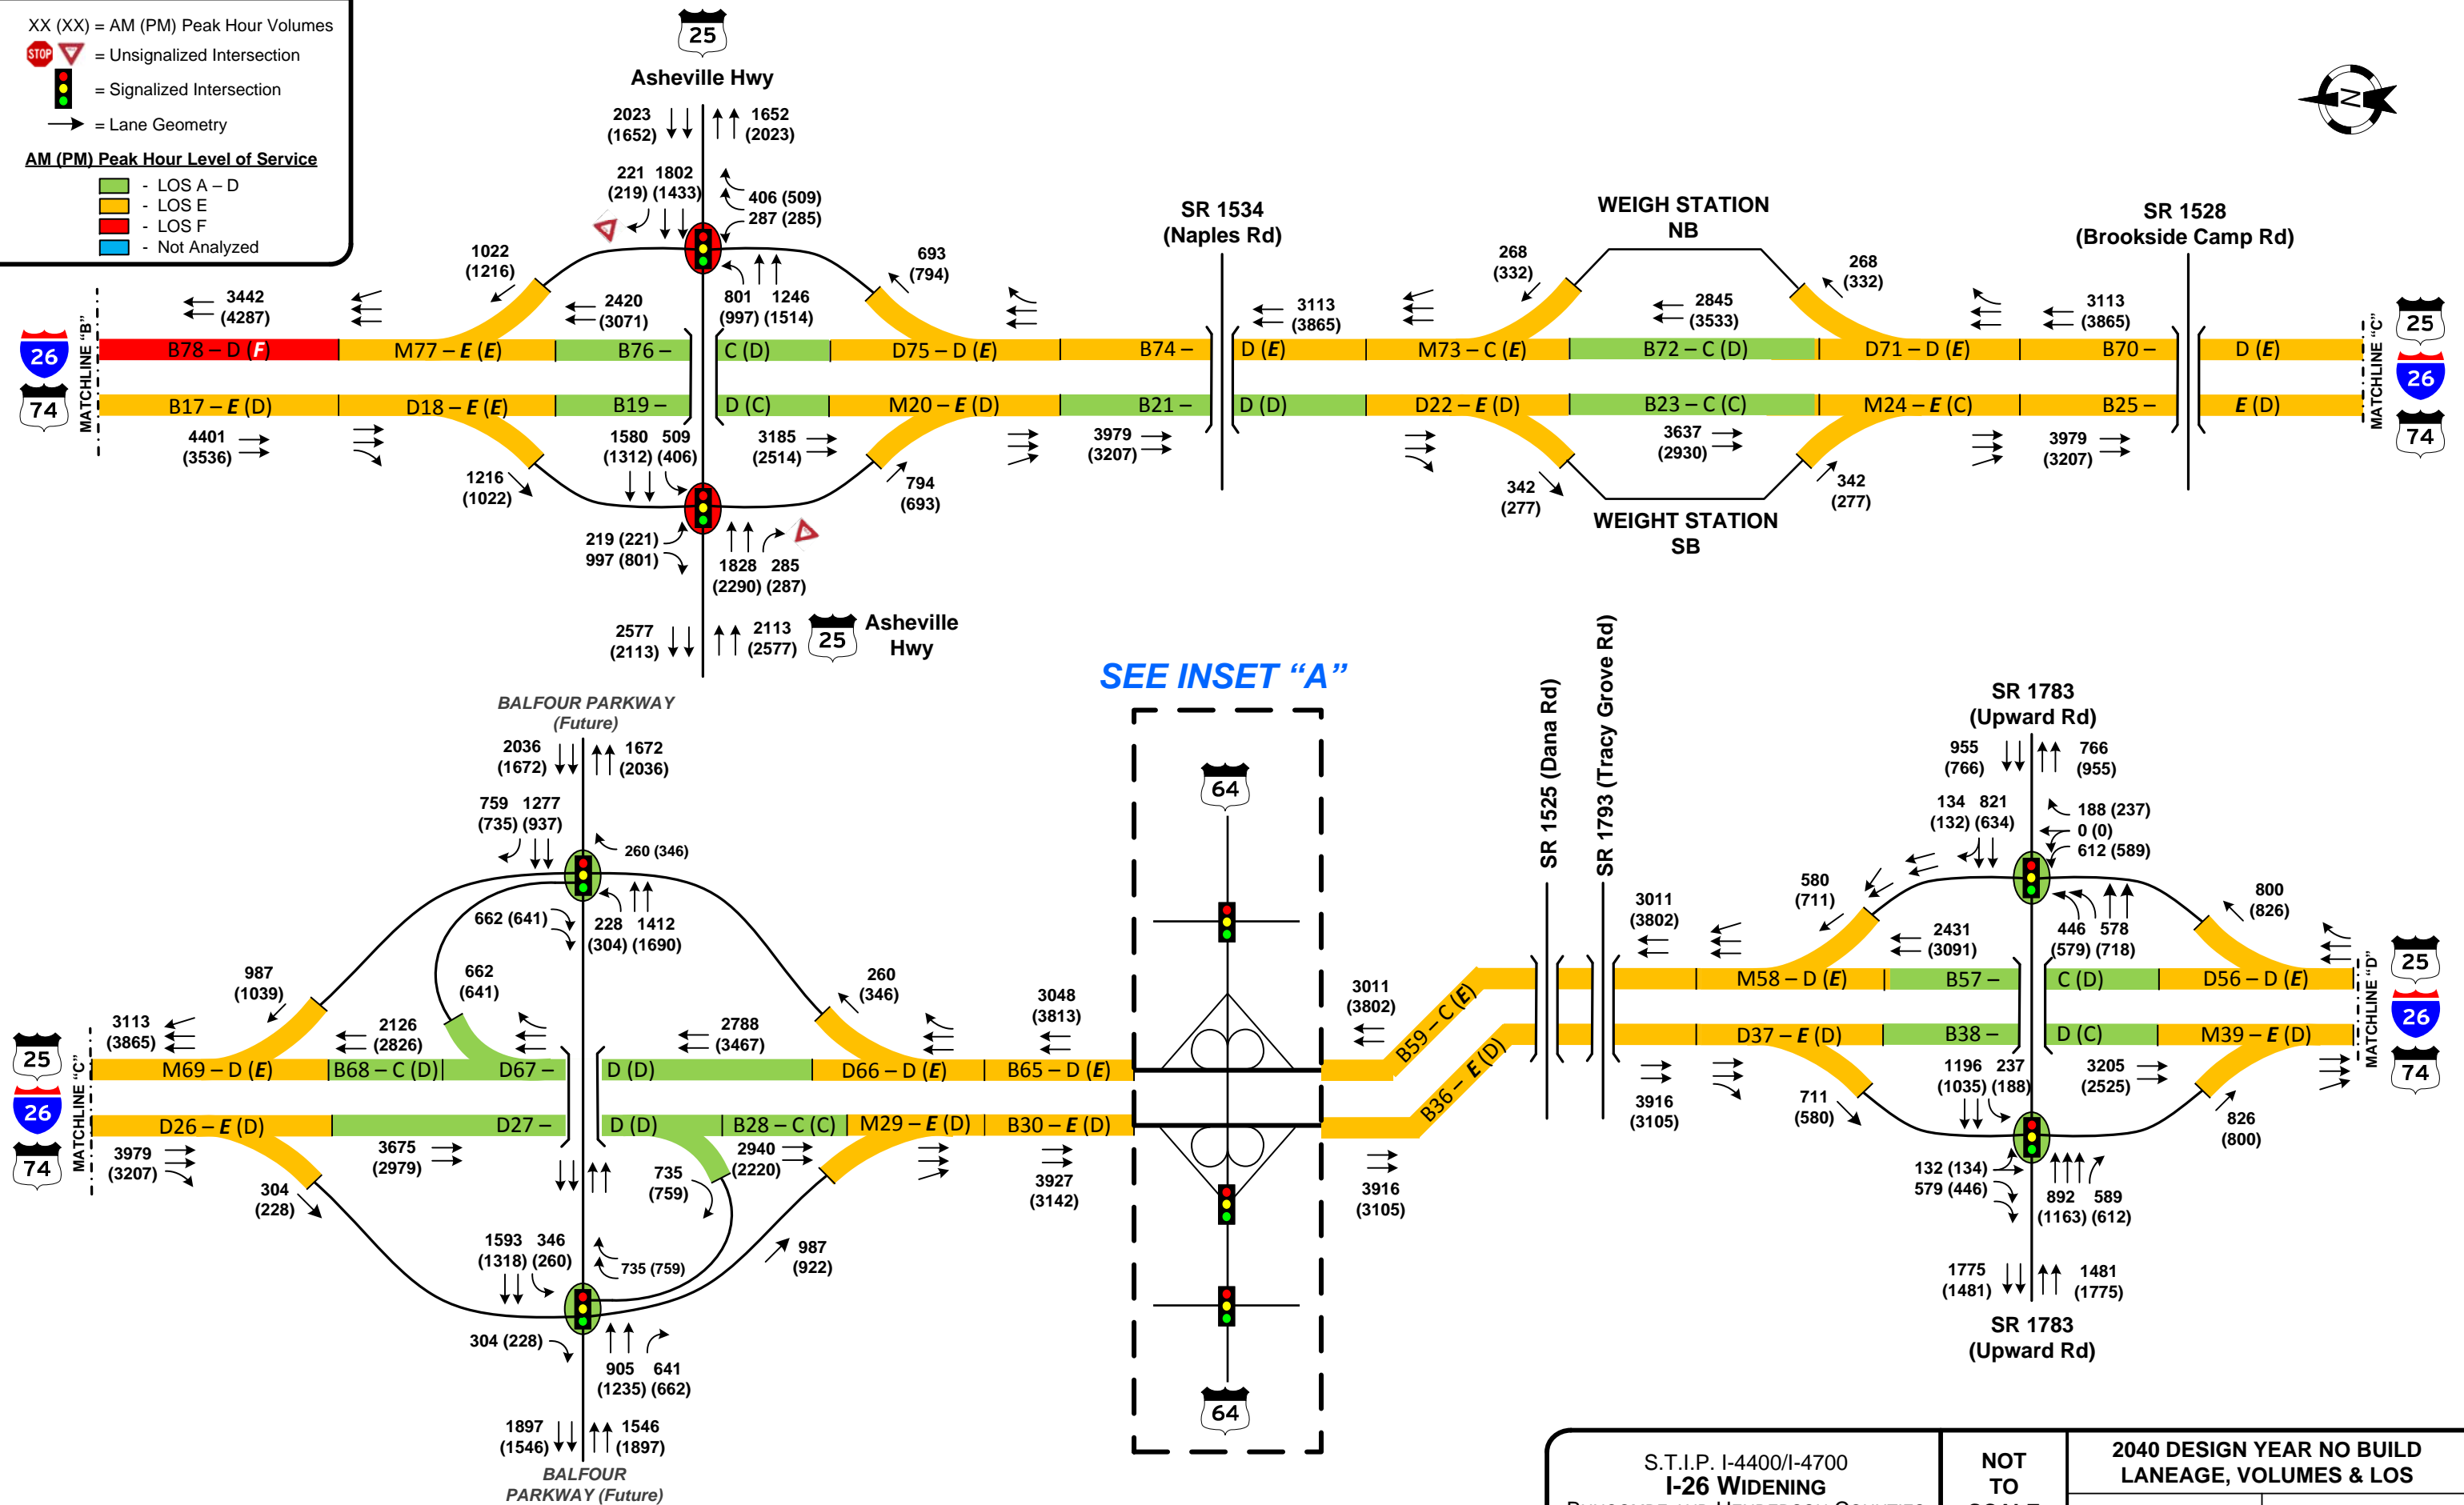 XX (XX) = AM (PM) Peak Hour Volumes
STOP = Unsignalized Intersection
= Signalized Intersection
= Lane Geometry
AM (PM) Peak Hour Level of Service
- LOS A – D
- LOS E
- LOS F
- Not Analyzed
25
Asheville Hwy
2023
(1652)
1652
(2023)
221 1802
(219) (1433)
406 (509)
287 (285)
1022
(1216)
693
(794)
3442
(4287)
2420
(3071)
801 1246
(997) (1514)
SR 1534
(Naples Rd)
3113
(3865)
268
(332)
WEIGH STATION
NB
268
(332)
2845
(3533)
3113
(3865)
SR 1528
(Brookside Camp Rd)
N
26
74
MATCHLINE "B"
B78 – D (F)
M77 – E (E)
B76 –
C (D)
D75 – D (E)
B74 –
D (E)
M73 – C (E)
B72 – C (D)
D71 – D (E)
B70 –
D (E)
B17 – E (D)
D18 – E (E)
B19 –
D (C)
M20 – E (D)
B21 –
D (D)
D22 – E (D)
B23 – C (C)
M24 – E (C)
B25 –
E (D)
MATCHLINE "C"
25
26
74
4401
(3536)
1216
(1022)
1580 509
(1312) (406)
3185
(2514)
794
(693)
3979
(3207)
342
(277)
3637
(2930)
342
(277)
3979
(3207)
WEIGHT STATION
SB
219 (221)
997 (801)
1828 285
(2290) (287)
2577
(2113)
2113
(2577)
25
Asheville
Hwy
SEE INSET “A”
BALFOUR PARKWAY
(Future)
2036
(1672)
1672
(2036)
759 1277
(735) (937)
260 (346)
662 (641)
228 1412
(304) (1690)
987
(1039)
662
(641)
260
(346)
3113
(3865)
2126
(2826)
2788
(3467)
3048
(3813)
25
26
74
MATCHLINE "C"
M69 – D (E)
B68 – C (D)
D67 –
D (D)
D66 – D (E)
B65 – D (E)
D26 – E (D)
D27 –
D (D)
B28 – C (C)
M29 – E (D)
B30 – E (D)
3979
(3207)
3675
(2979)
304
(228)
735
(759)
2940
(2220)
3927
(3142)
1593 346
(1318) (260)
735 (759)
987
(922)
304 (228)
905 641
(1235) (662)
1897
(1546)
1546
(1897)
BALFOUR
PARKWAY (Future)
64
64
3011
(3802)
B59 – C (E)
B36 – E (D)
3916
(3105)
SR 1525 (Dana Rd)
SR 1793 (Tracy Grove Rd)
3011
(3802)
3916
(3105)
SR 1783
(Upward Rd)
955
(766)
766
(955)
134 821
(132) (634)
188 (237)
0 (0)
612 (589)
580
(711)
2431
(3091)
446 578
(579) (718)
800
(826)
M58 – D (E)
B57 –
C (D)
D56 – D (E)
D37 – E (D)
B38 –
D (C)
M39 – E (D)
MATCHLINE "D"
25
26
74
711
(580)
1196 237
(1035) (188)
3205
(2525)
826
(800)
132 (134)
579 (446)
892 589
(1163) (612)
1775
(1481)
1481
(1775)
SR 1783
(Upward Rd)
S.T.I.P. I-4400/I-4700
I-26 WIDENING
NOT
TO
2040 DESIGN YEAR NO BUILD
LANEAGE, VOLUMES & LOS